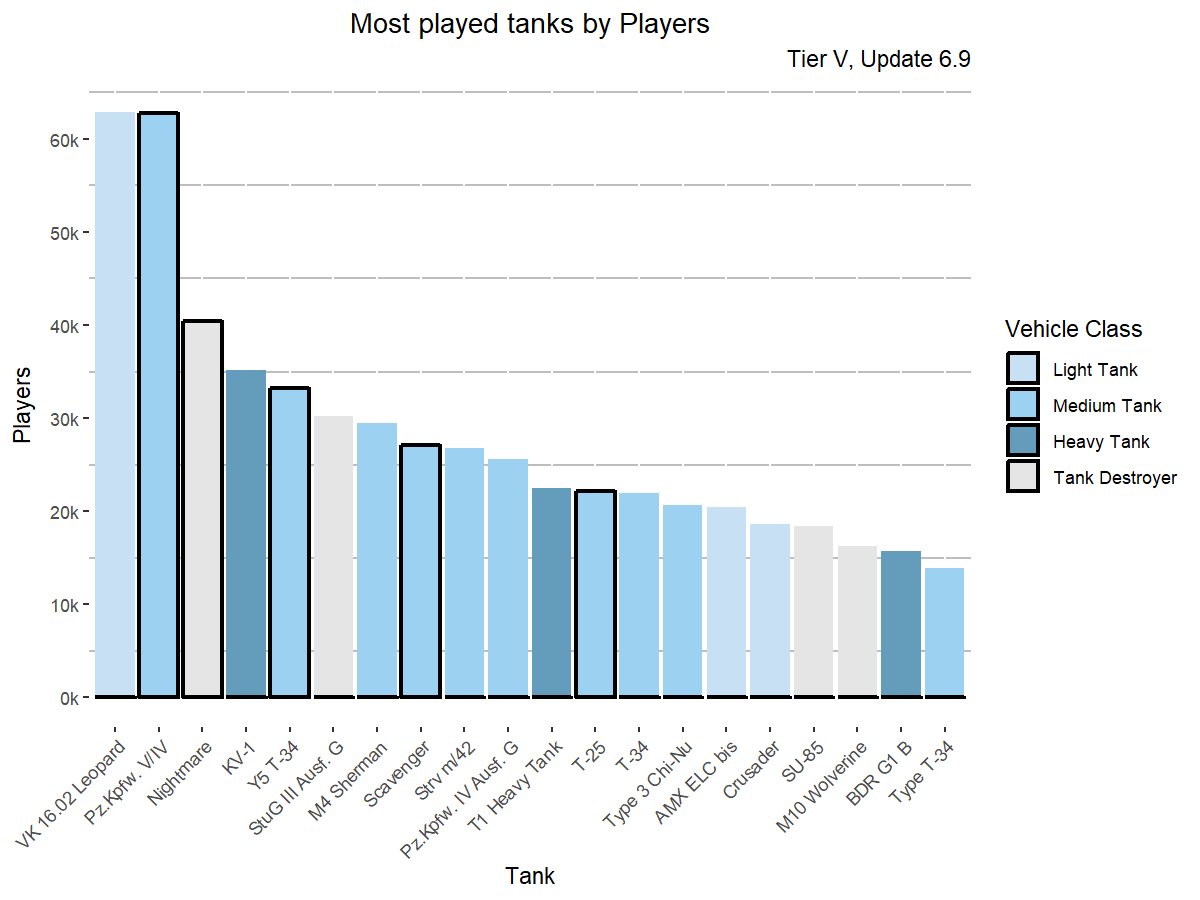 Most played tanks by Players
Tier V, Update 6.9
Players
60k
50k
40k
30k
20k
10k
0k
VK 16.02 Leopard
Pz.Kpfw. V/IV
Nightmare
KV-1
Y5 T-34
StuG III Ausf. G
M4 Sherman
Scavenger
Strv m/42
Pz.Kpfw. IV Ausf. G
T1 Heavy Tank
T-25
T-34
Type 3 Chi-Nu
AMX ELC bis
Crusader
SU-85
M10 Wolverine
BDR G1 B
Type T-34
Tank
Vehicle Class
Light Tank
Medium Tank
Heavy Tank
Tank Destroyer